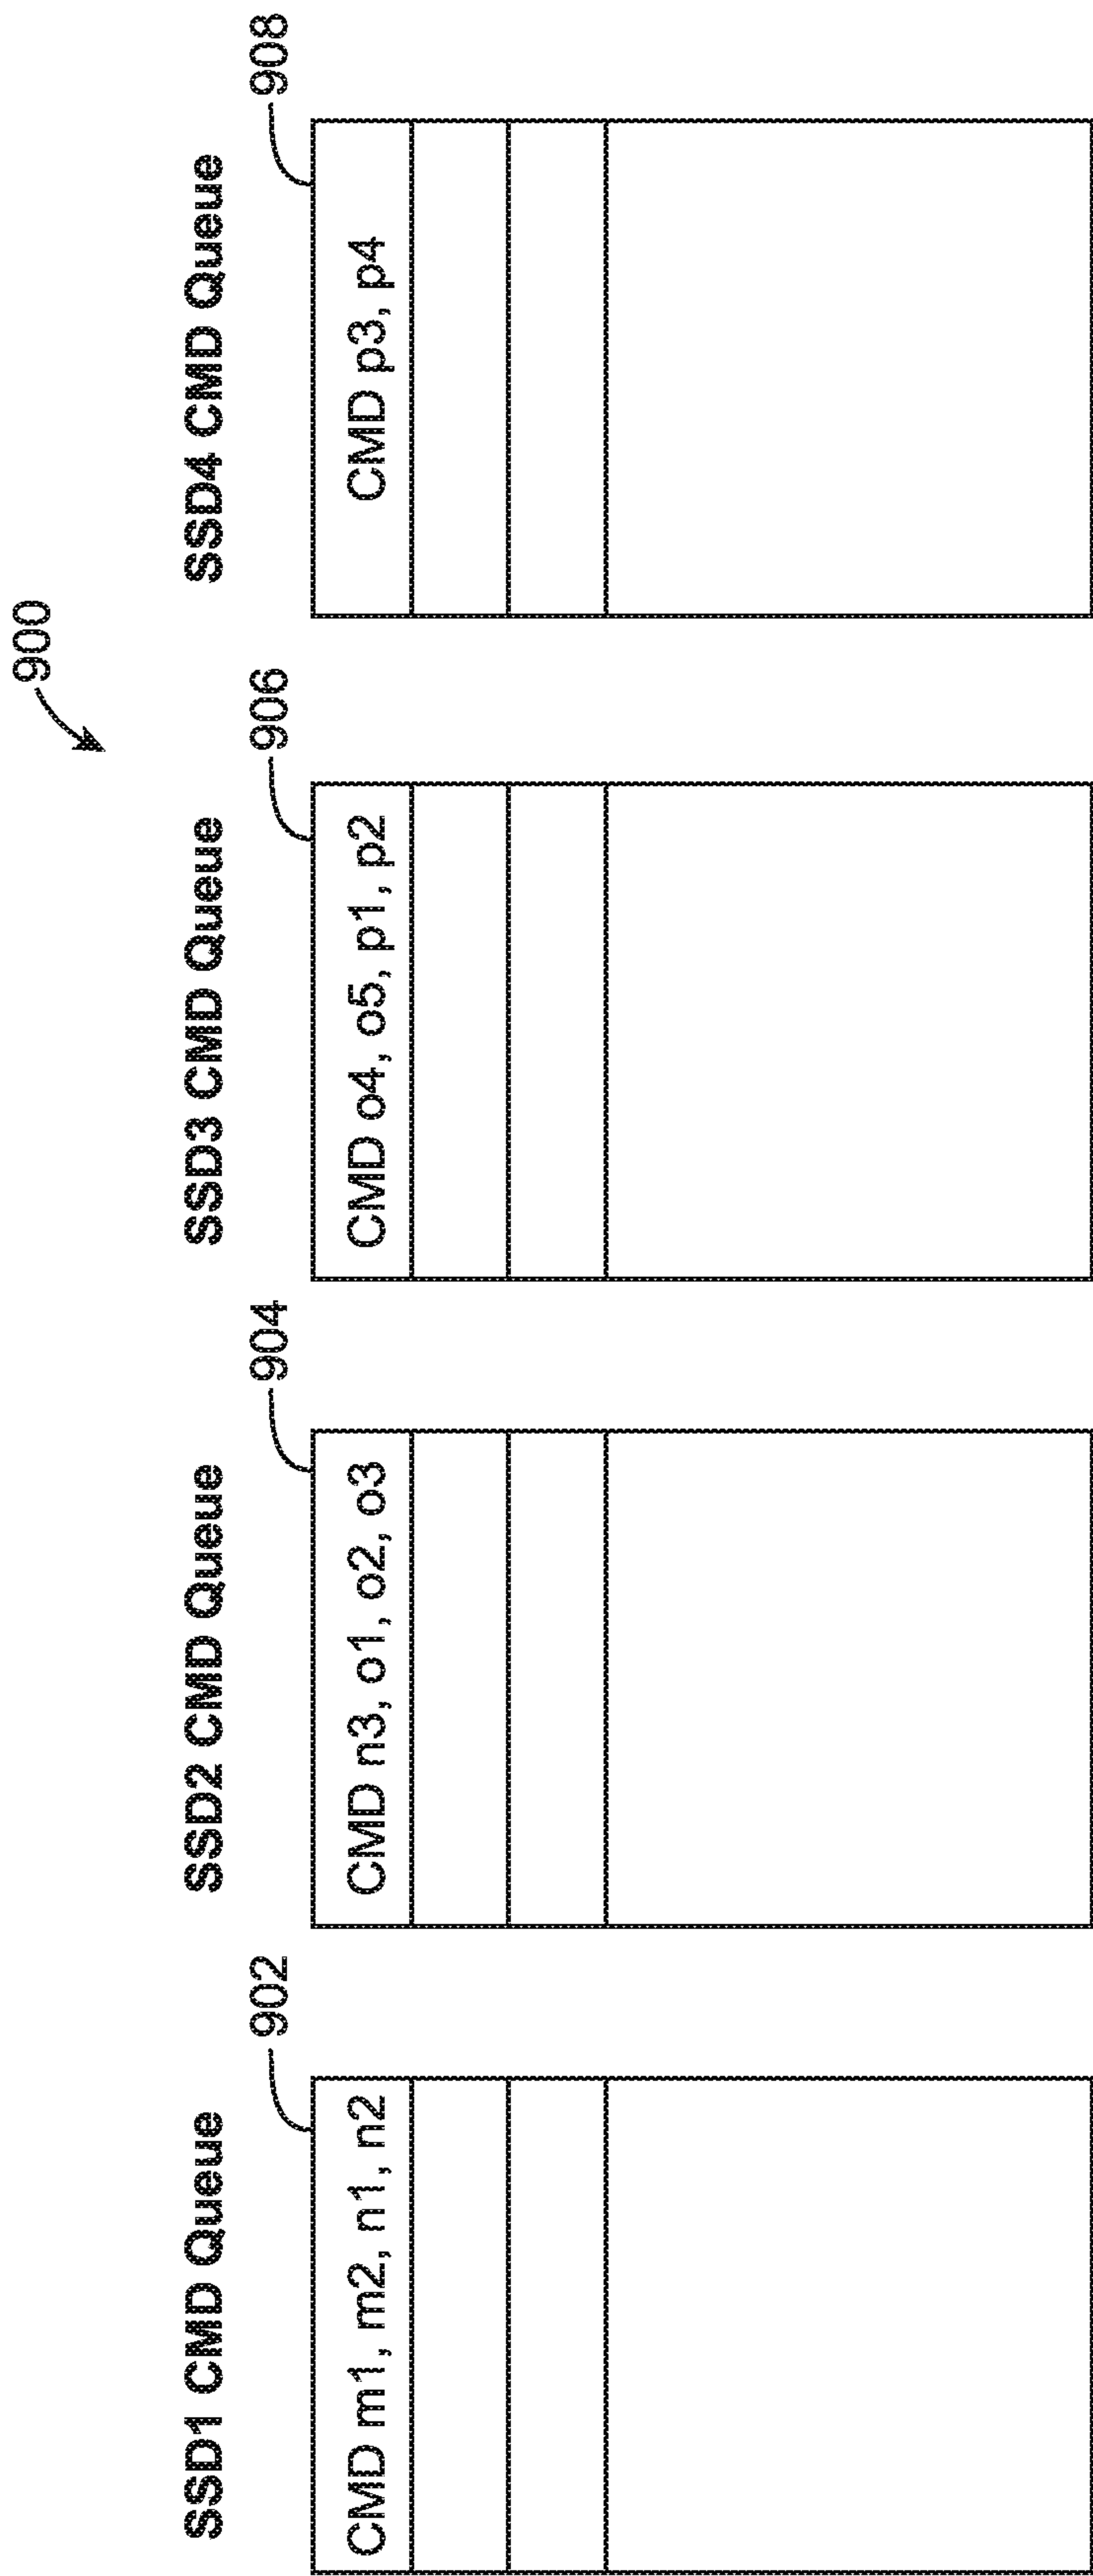 900
SSD1 CMD Queue
902
CMD m1, m2, n1, n2
SSD2 CMD Queue
904
CMD n3, o1, o2, o3
SSD3 CMD Queue
906
CMD o4, o5, p1, p2
SSD4 CMD Queue
908
CMD p3, p4